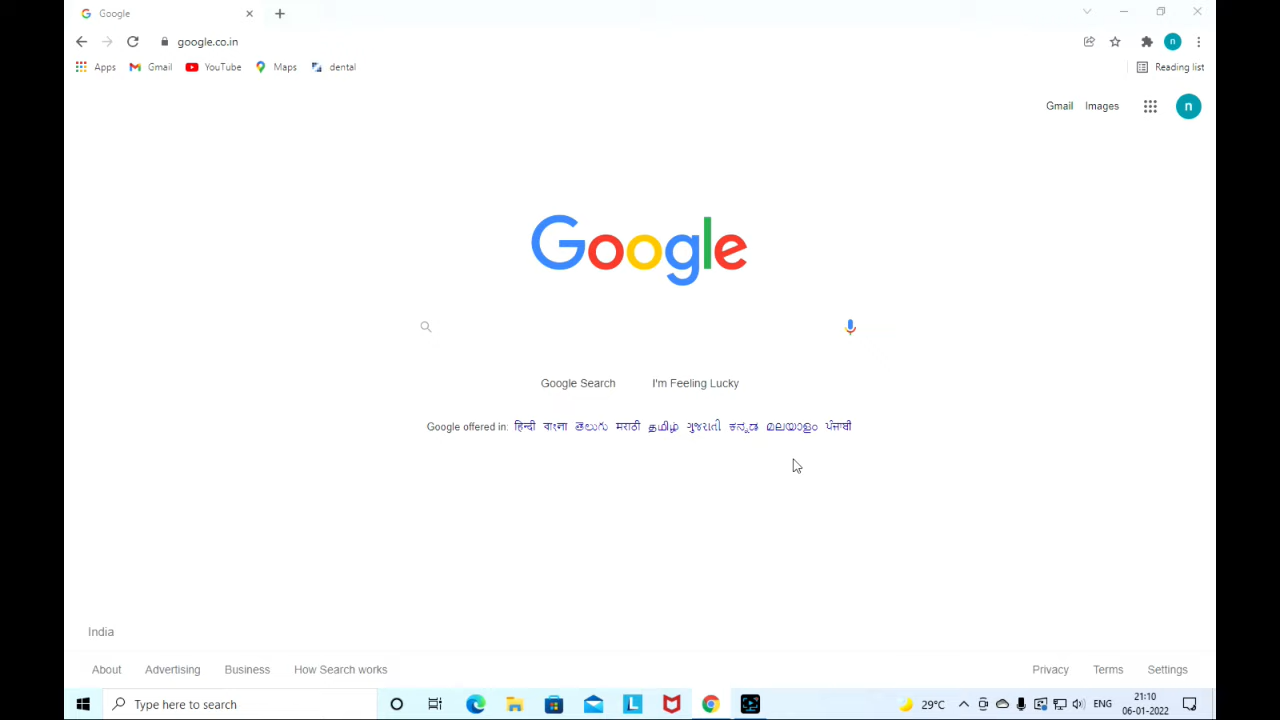 Google
google.co.in n
Apps Gmail YouTube Maps dental Reading list
Gmail Images n
Google
Google Search I'm Feeling Lucky
Google offered in: हिन्दी বাংলা తెలుగు मराठी தமிழ் ગુજરાતી ಕನ್ನಡ മലയാളം ਪੰਜਾਬੀ
India
About Advertising Business How Search works Privacy Terms Settings
Type here to search L 29°C ENG 21:10
06-01-2022